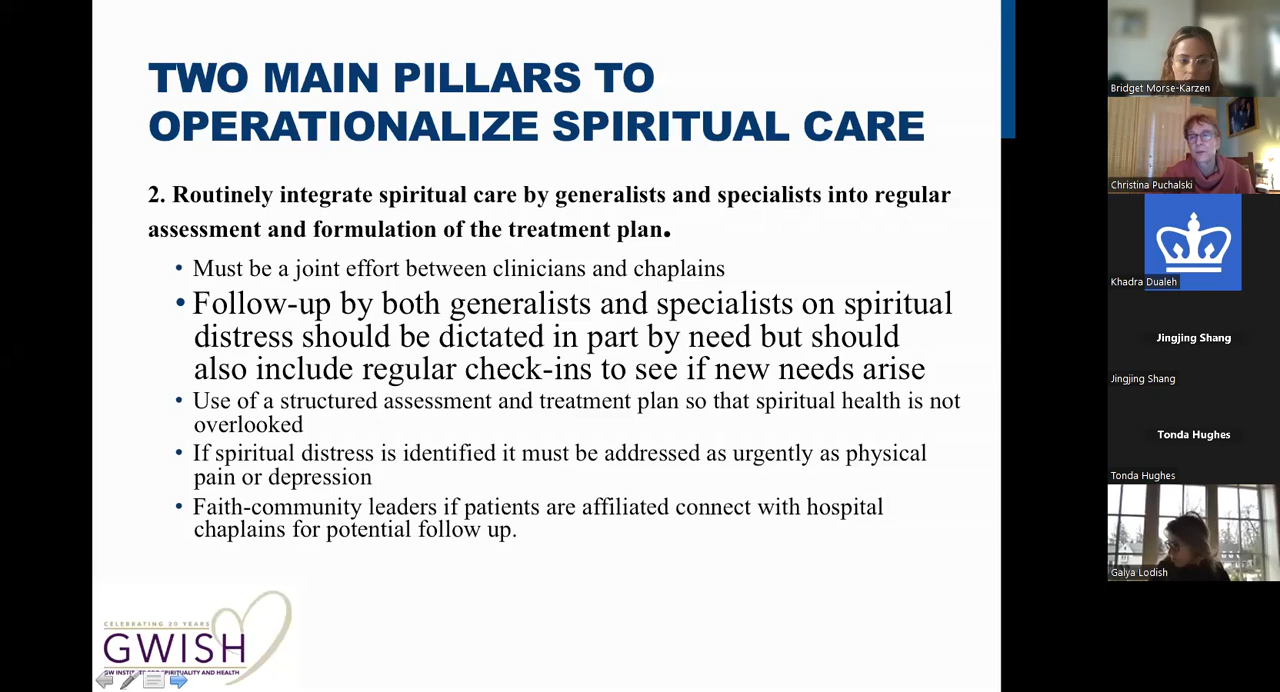 TWO MAIN PILLARS TO
OPERATIONALIZE SPIRITUAL CARE
2. Routinely integrate spiritual care by generalists and specialists into regular
assessment and formulation of the treatment plan.
• Must be a joint effort between clinicians and chaplains
• Follow-up by both generalists and specialists on spiritual
distress should be dictated in part by need but should
also include regular check-ins to see if new needs arise
• Use of a structured assessment and treatment plan so that spiritual health is not
overlooked
• If spiritual distress is identified it must be addressed as urgently as physical
pain or depression
• Faith-community leaders if patients are affiliated connect with hospital
chaplains for potential follow up.
CELEBRATING 20 YEARS
GWISH
GW INSTITUTE FOR SPIRITUALITY AND HEALTH
Bridget Morse-Karzen
Christina Puchalski
Khadra Dualeh
Jingjing Shang
Jingjing Shang
Tonda Hughes
Tonda Hughes
Galya Lodish